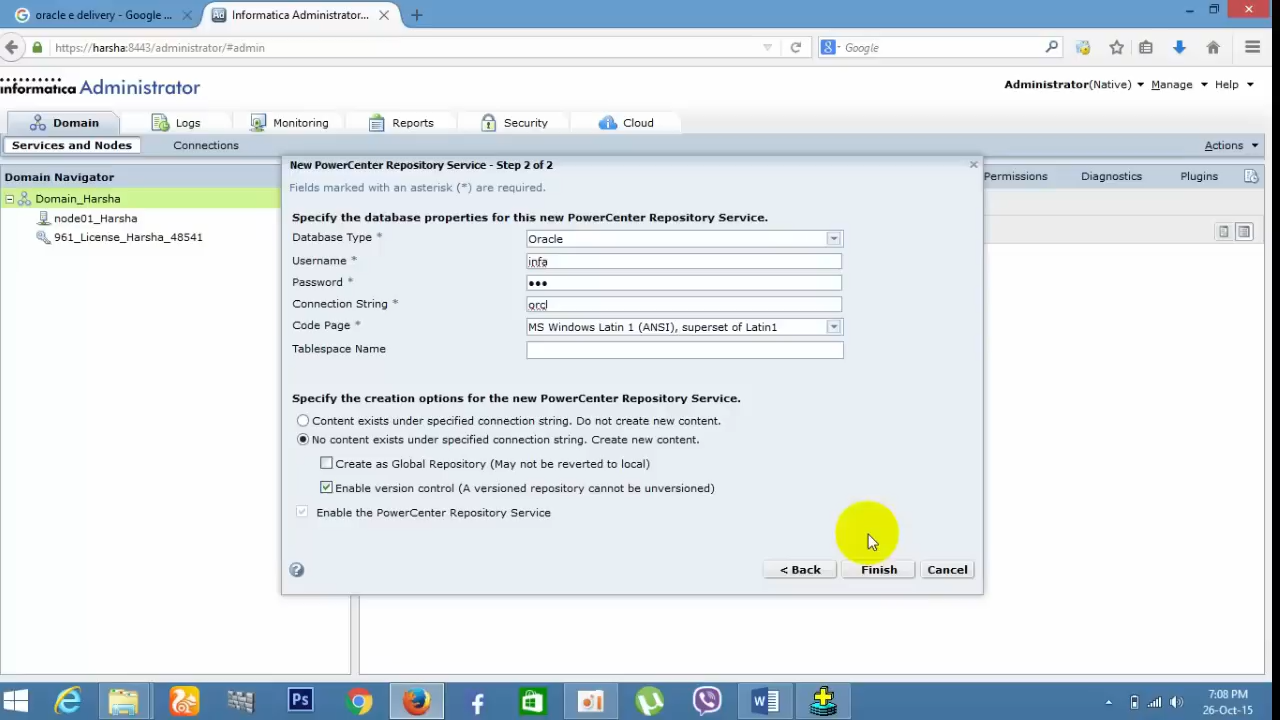 oracle e delivery - Google ...
Informatica Administrator...
https://harsha:8443/administrator/#admin
Google
informatica Administrator
Administrator(Native) Manage Help
Domain Logs Monitoring Reports Security Cloud
Services and Nodes Connections Actions
Domain Navigator
Permissions Diagnostics Plugins
Domain_Harsha
node01_Harsha
961_License_Harsha_48541
New PowerCenter Repository Service - Step 2 of 2
Fields marked with an asterisk (*) are required.
Specify the database properties for this new PowerCenter Repository Service.
Database Type * Oracle
Username * infa
Password * •••
Connection String * orcl
Code Page * MS Windows Latin 1 (ANSI), superset of Latin1
Tablespace Name
Specify the creation options for the new PowerCenter Repository Service.
Content exists under specified connection string. Do not create new content.
No content exists under specified connection string. Create new content.
Create as Global Repository (May not be reverted to local)
Enable version control (A versioned repository cannot be unversioned)
Enable the PowerCenter Repository Service
< Back Finish Cancel
7:08 PM
26-Oct-15